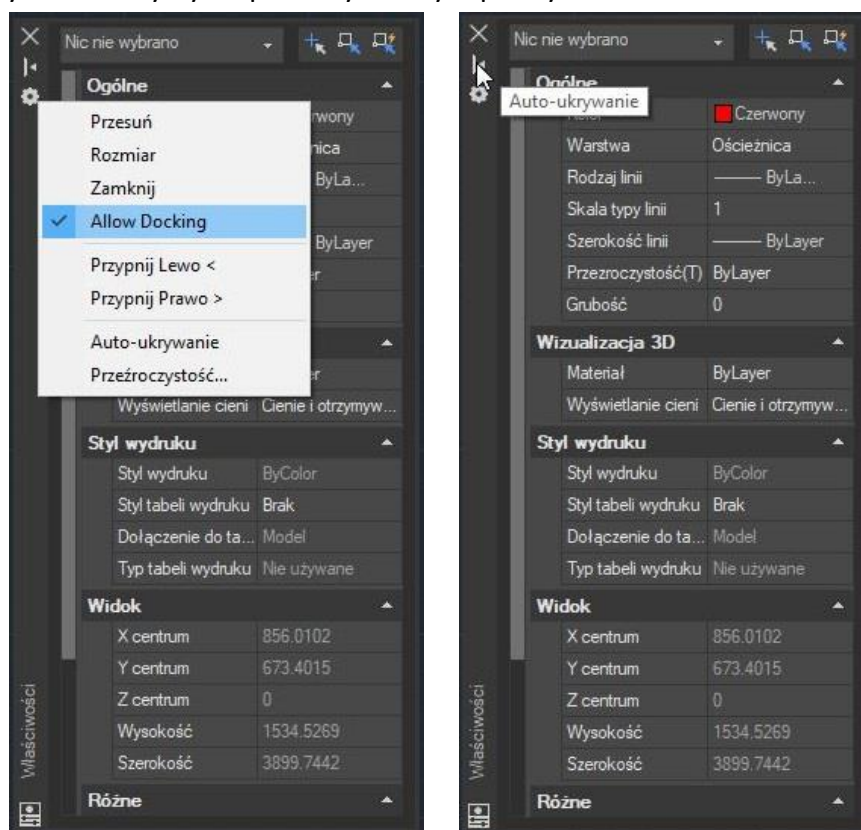 Nic nie wybrano
Ogólne
Przesuń
Rozmiar
Zamknij
Allow Docking
Przypnij Lewo <
Przypnij Prawo >
Auto-ukrywanie
Przeźroczystość...
rwony
nica
ByLa...
ByLayer
Wyświetlanie cieni Cienie i otrzymyw...
Styl wydruku
Styl wydruku ByColor
Styl tabeli wydruku Brak
Dołączenie do ta... Model
Typ tabeli wydruku Nie używane
Widok
X centrum 856.0102
Y centrum 673.4015
Z centrum 0
Wysokość 1534.5269
Szerokość 3899.7442
Różne
Właściwości
Nic nie wybrano
Ogólne
Auto-ukrywanie
Czerwony
Warstwa Ościeżnica
Rodzaj linii ByLa...
Skala typy linii 1
Szerokość linii ByLayer
Przezroczystość(T) ByLayer
Grubość 0
Wizualizacja 3D
Materiał ByLayer
Wyświetlanie cieni Cienie i otrzymyw...
Styl wydruku
Styl wydruku ByColor
Styl tabeli wydruku Brak
Dołączenie do ta... Model
Typ tabeli wydruku Nie używane
Widok
X centrum 856.0102
Y centrum 673.4015
Z centrum 0
Wysokość 1534.5269
Szerokość 3899.7442
Różne
Właściwości